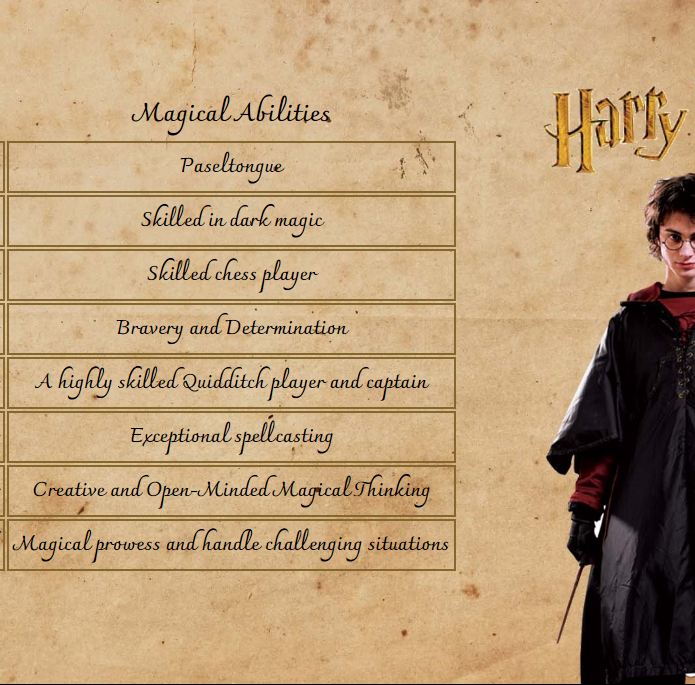 Magical Abilities
Harry
Paseltongue
Skilled in dark magic
Skilled chess player
Bravery and Determination
A highly skilled Quidditch player and captain
Exceptional spellcasting
Creative and Open-Minded Magical Thinking
Magical prowess and handle challenging situations